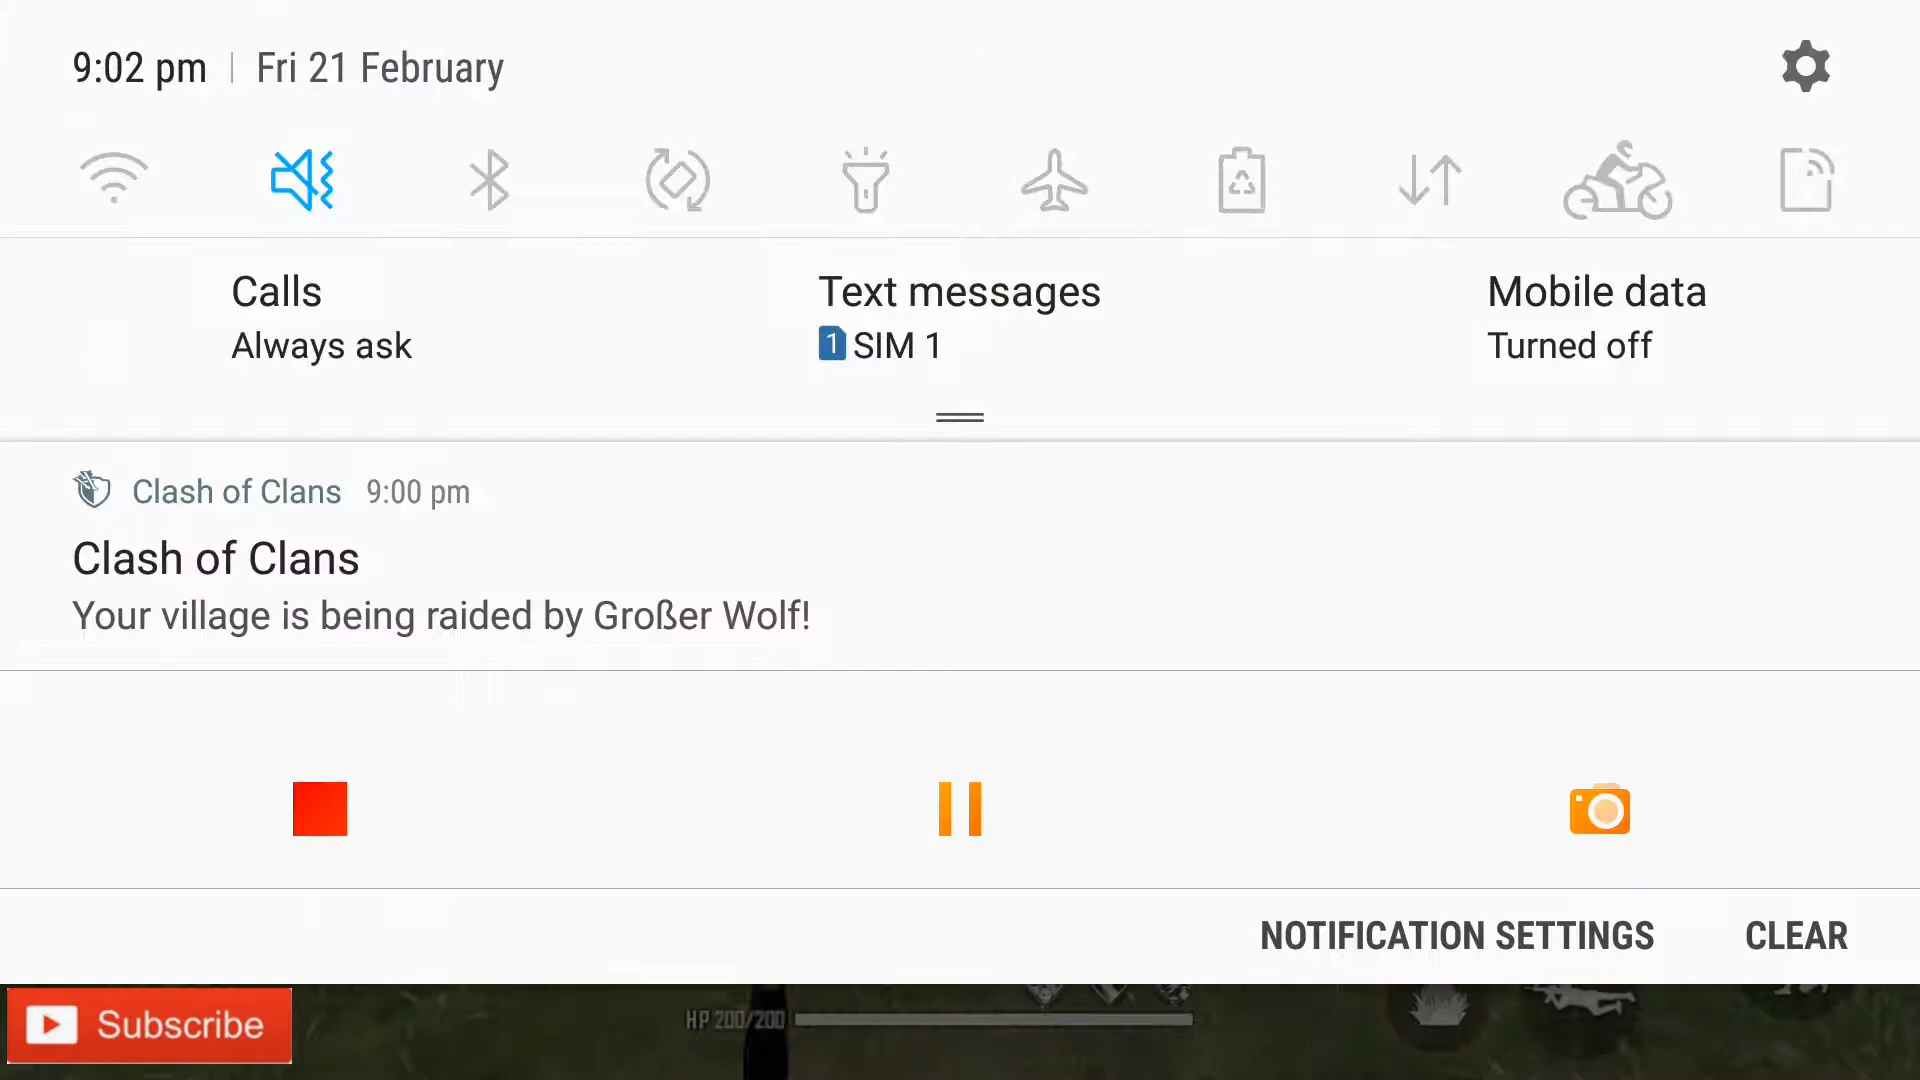 9:02 pm | Fri 21 February
Calls
Always ask
Text messages
1 SIM 1
Mobile data
Turned off
Clash of Clans 9:00 pm
Clash of Clans
Your village is being raided by Großer Wolf!
NOTIFICATION SETTINGS CLEAR
HP 200/200
Subscribe